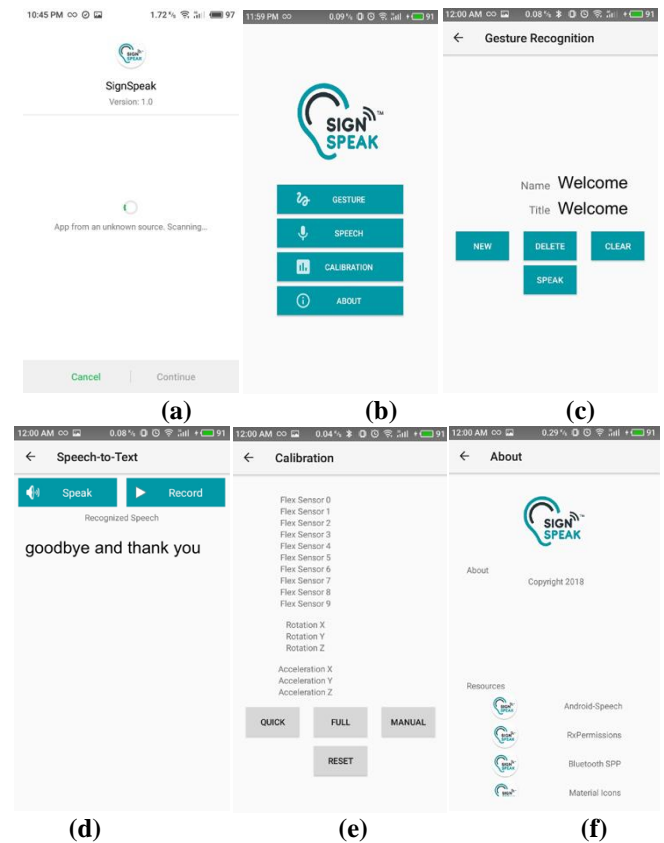 10:45 PM 1.72% 97
SIGN
SPEAK
SignSpeak
Version: 1.0
App from an unknown source. Scanning...
Cancel Continue
(a)
11:59 PM 0.09% 91
SIGN
SPEAK
TM
GESTURE
SPEECH
CALIBRATION
ABOUT
(b)
12:00 AM 0.08% 91
Gesture Recognition
Name Welcome
Title Welcome
NEW DELETE CLEAR
SPEAK
(c)
12:00 AM 0.08% 91
Speech-to-Text
Speak Record
Recognized Speech
goodbye and thank you
(d)
12:00 AM 0.04% 91
Calibration
Flex Sensor 0
Flex Sensor 1
Flex Sensor 2
Flex Sensor 3
Flex Sensor 4
Flex Sensor 5
Flex Sensor 6
Flex Sensor 7
Flex Sensor 8
Flex Sensor 9
Rotation X
Rotation Y
Rotation Z
Acceleration X
Acceleration Y
Acceleration Z
QUICK FULL MANUAL
RESET
(e)
12:00 AM 0.29% 91
About
SIGN
SPEAK
About
Copyright 2018
Resources
Android-Speech
RxPermissions
Bluetooth SPP
Material Icons
(f)